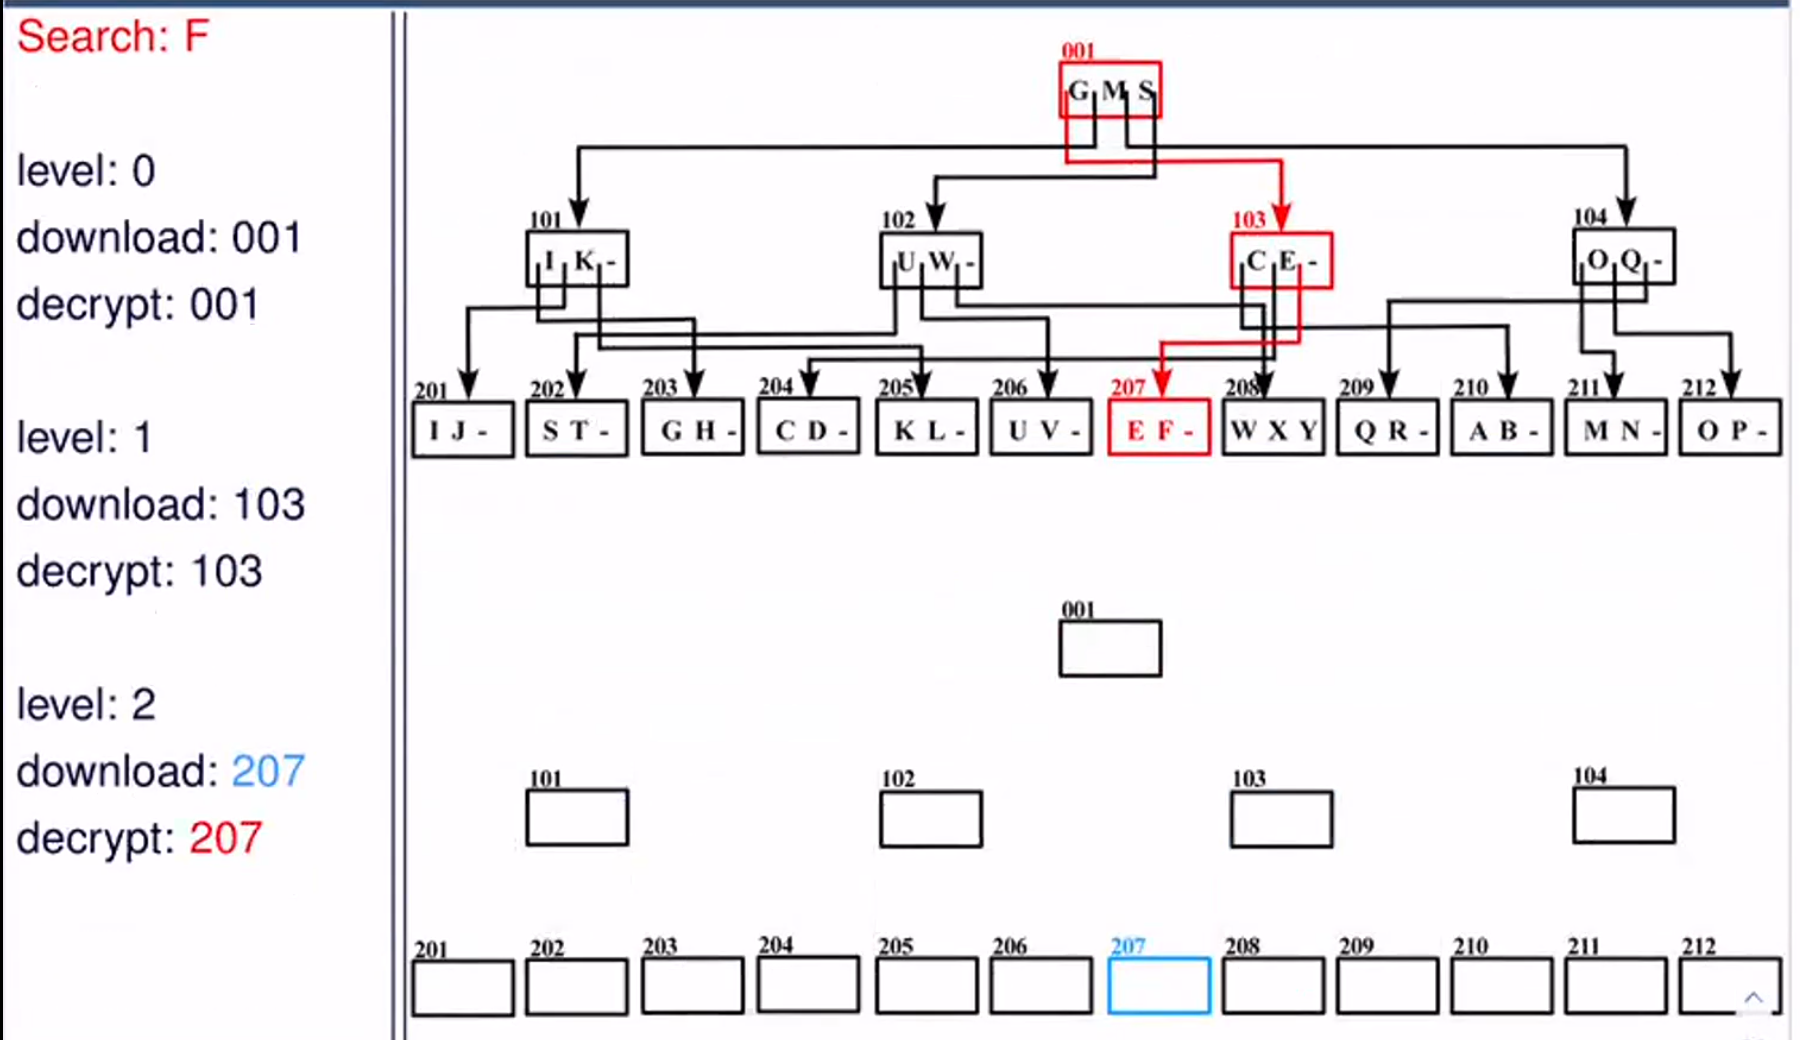 Search: F
level: 0
download: 001
decrypt: 001
level: 1
download: 103
decrypt: 103
level: 2
download: 207
decrypt: 207
001
G M S
101 102 103 104
I K - U W - C E - O Q -
201 202 203 204 205 206 207 208 209 210 211 212
I J - S T - G H - C D - K L - U V - E F - W X Y Q R - A B - M N - O P -
001
101 102 103 104
201 202 203 204 205 206 207 208 209 210 211 212